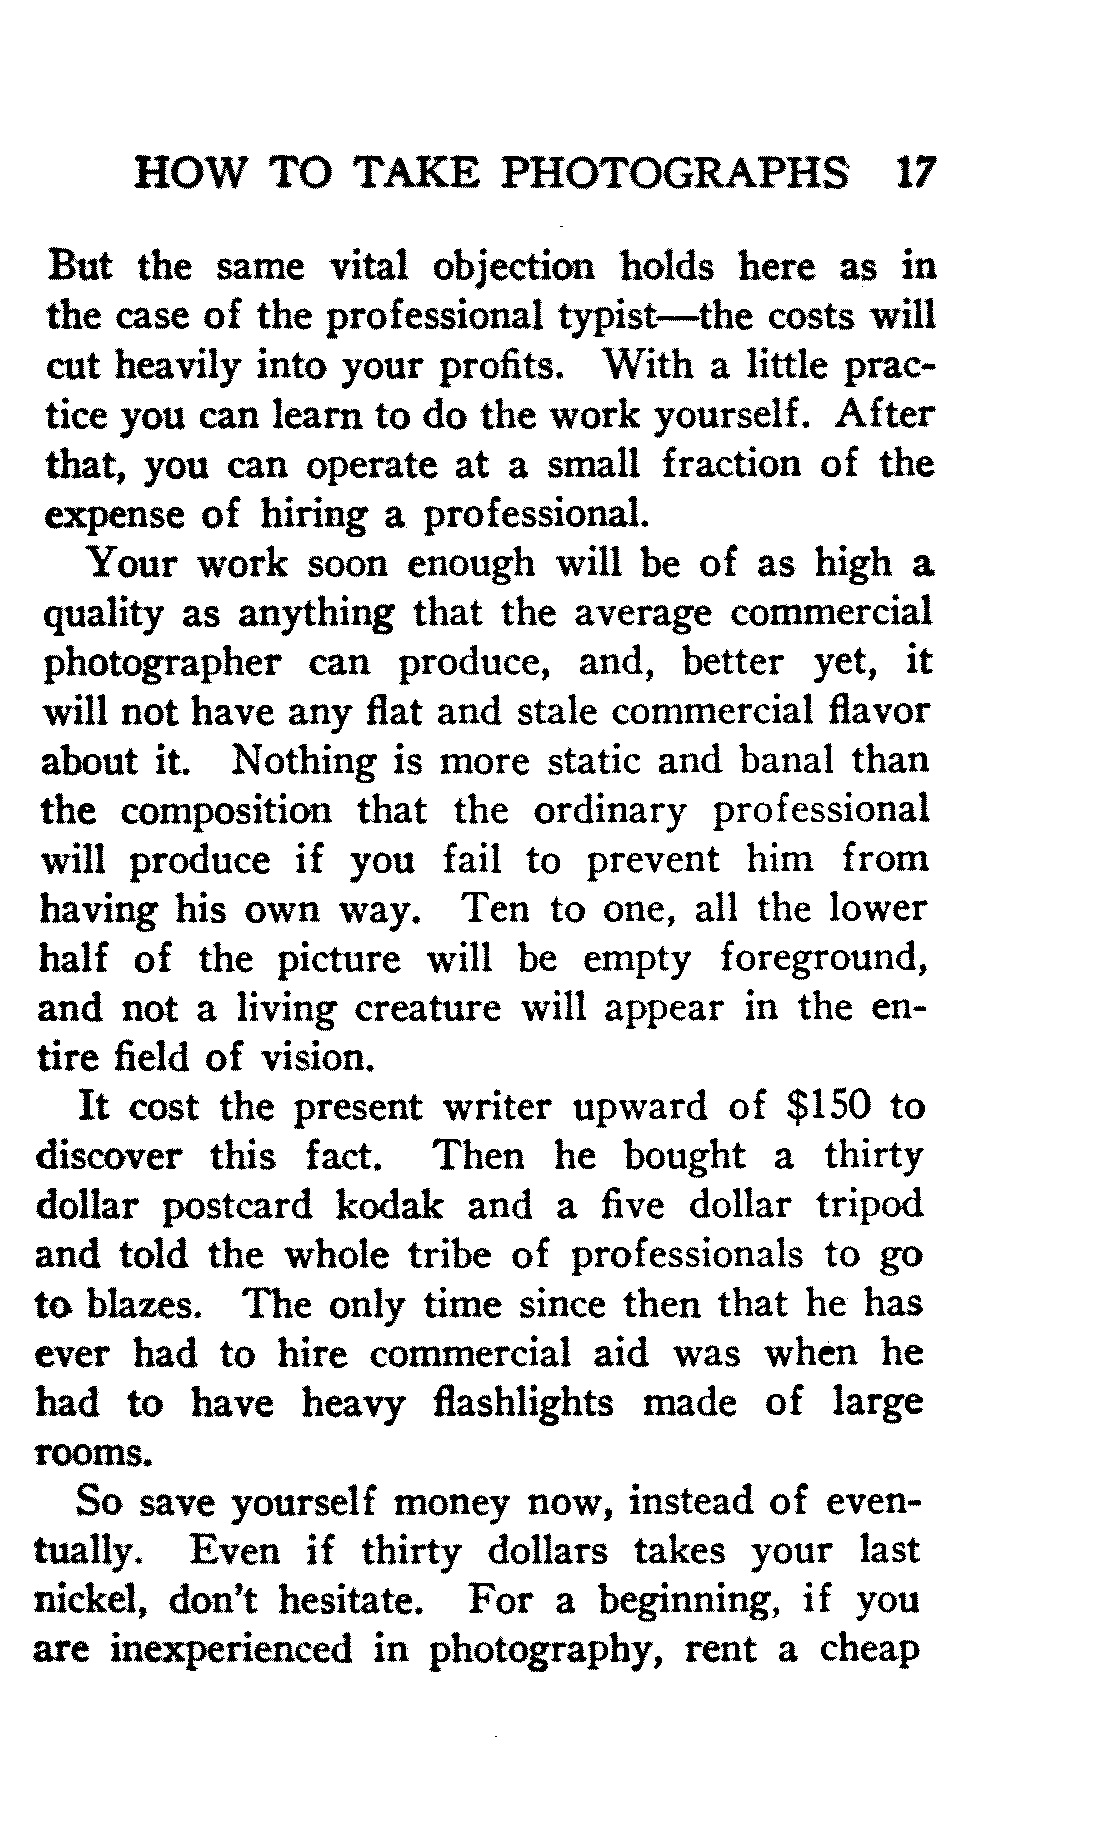 HOW TO TAKE PHOTOGRAPHS 17
But the same vital objection holds here as in
the case of the professional typist—the costs will
cut heavily into your profits. With a little prac-
tice you can learn to do the work yourself. After
that, you can operate at a small fraction of the
expense of hiring a professional.
Your work soon enough will be of as high a
quality as anything that the average commercial
photographer can produce, and, better yet, it
will not have any flat and stale commercial flavor
about it. Nothing is more static and banal than
the composition that the ordinary professional
will produce if you fail to prevent him from
having his own way. Ten to one, all the lower
half of the picture will be empty foreground,
and not a living creature will appear in the en-
tire field of vision.
It cost the present writer upward of $150 to
discover this fact. Then he bought a thirty
dollar postcard kodak and a five dollar tripod
and told the whole tribe of professionals to go
to blazes. The only time since then that he has
ever had to hire commercial aid was when he
had to have heavy flashlights made of large
rooms.
So save yourself money now, instead of even-
tually. Even if thirty dollars takes your last
nickel, don't hesitate. For a beginning, if you
are inexperienced in photography, rent a cheap